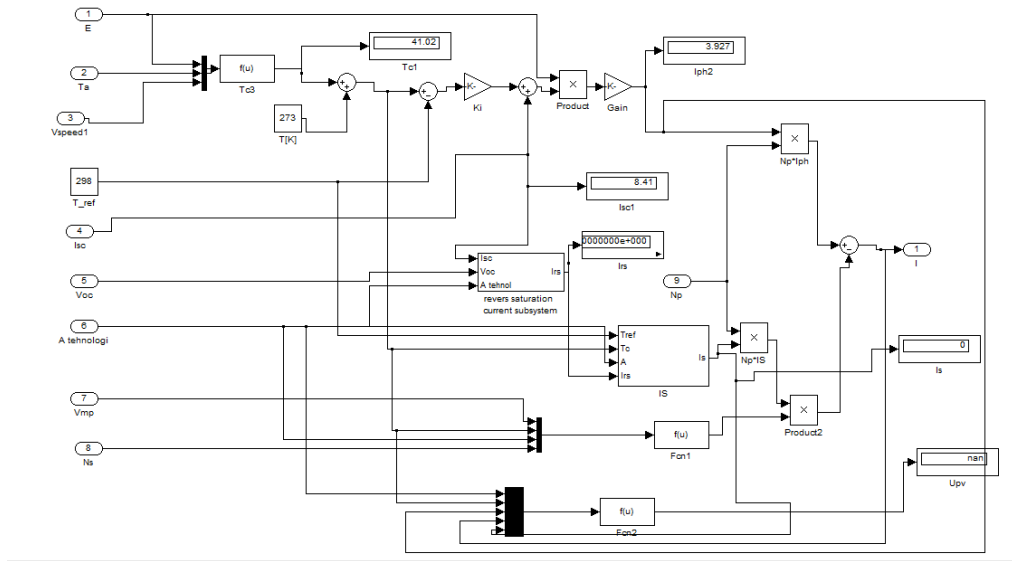 1
E
2
Ta
3
Vspeed1
f(u)
Tc3
41.02
Tc1
273
T[K]
298
T_ref
4
Isc
-K-
Ki
×
Product
-K-
Gain
3.927
Iph2
×
Np*Iph
8.41
Isc1
0000000e+000
Irs
Isc
Voc
A tehnol
Irs
revers saturation
current subsystem
5
Voc
6
A tehnologi
9
Np
1
I
Tref
Tc
A
Irs
Is
IS
×
Np*IS
0
Is
7
Vmp
8
Ns
f(u)
Fcn1
×
Product2
nan
Upv
f(u)
Fcn2